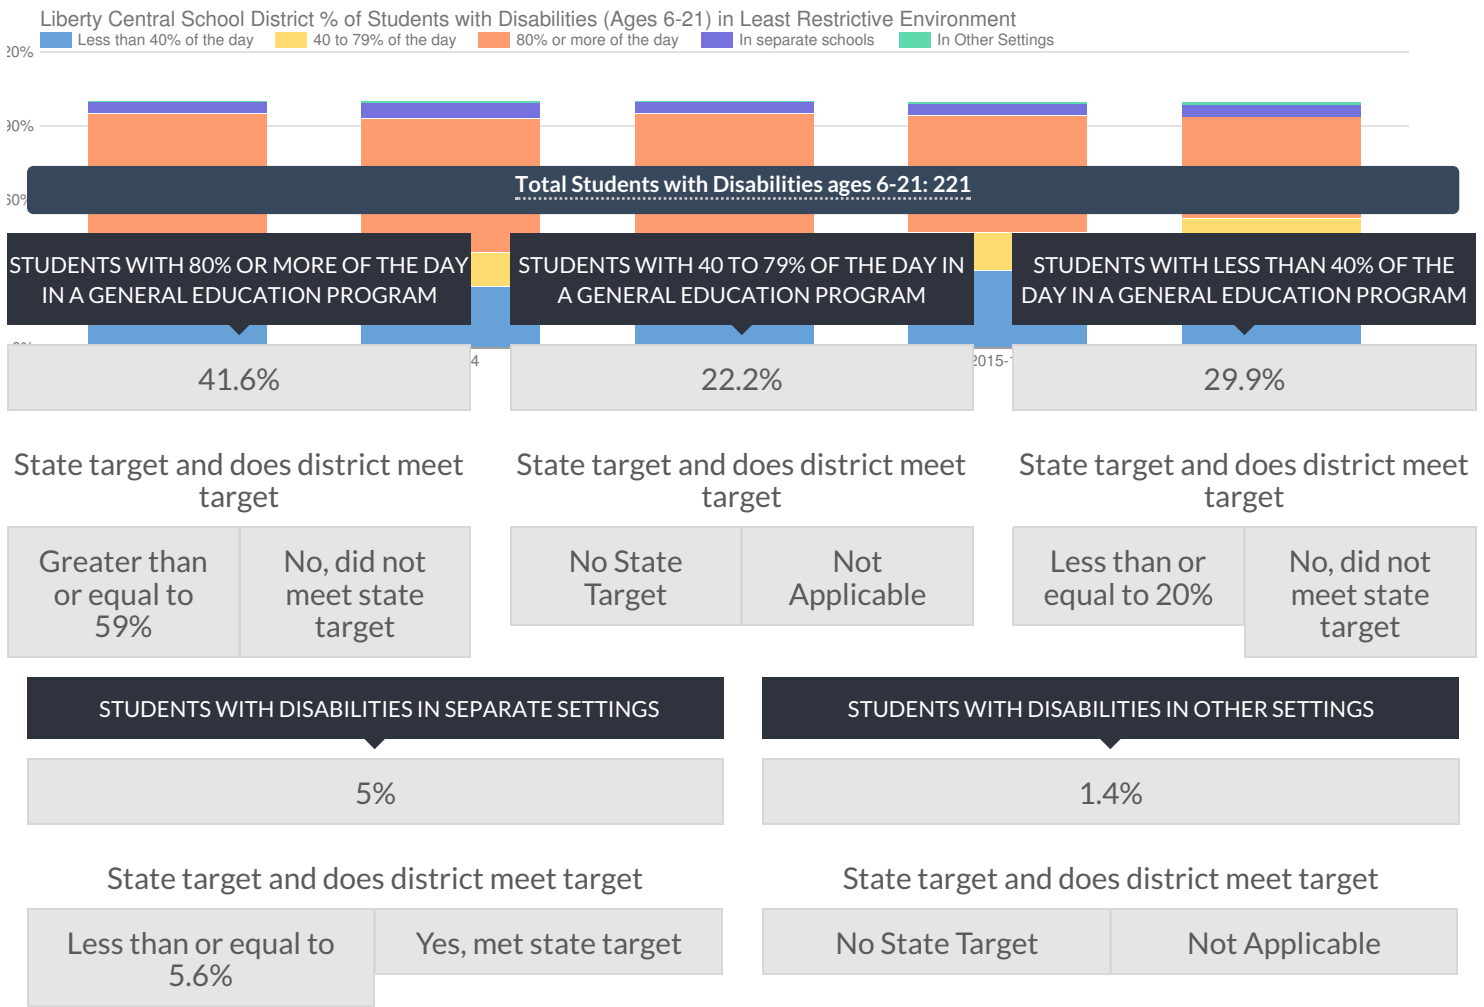 Liberty Central School District % of Students with Disabilities (Ages 6-21) in Least Restrictive Environment
Less than 40% of the day 40 to 79% of the day 80% or more of the day In separate schools In Other Settings
20%
90%
60%
Total Students with Disabilities ages 6-21: 221
STUDENTS WITH 80% OR MORE OF THE DAY
IN A GENERAL EDUCATION PROGRAM
STUDENTS WITH 40 TO 79% OF THE DAY IN
A GENERAL EDUCATION PROGRAM
STUDENTS WITH LESS THAN 40% OF THE
DAY IN A GENERAL EDUCATION PROGRAM
4
2015-1
41.6%
22.2%
29.9%
State target and does district meet
target
State target and does district meet
target
State target and does district meet
target
Greater than
or equal to
59%
No, did not
meet state
target
No State
Target
Not
Applicable
Less than or
equal to 20%
No, did not
meet state
target
STUDENTS WITH DISABILITIES IN SEPARATE SETTINGS
STUDENTS WITH DISABILITIES IN OTHER SETTINGS
5%
1.4%
State target and does district meet target
State target and does district meet target
Less than or equal to
5.6%
Yes, met state target
No State Target
Not Applicable